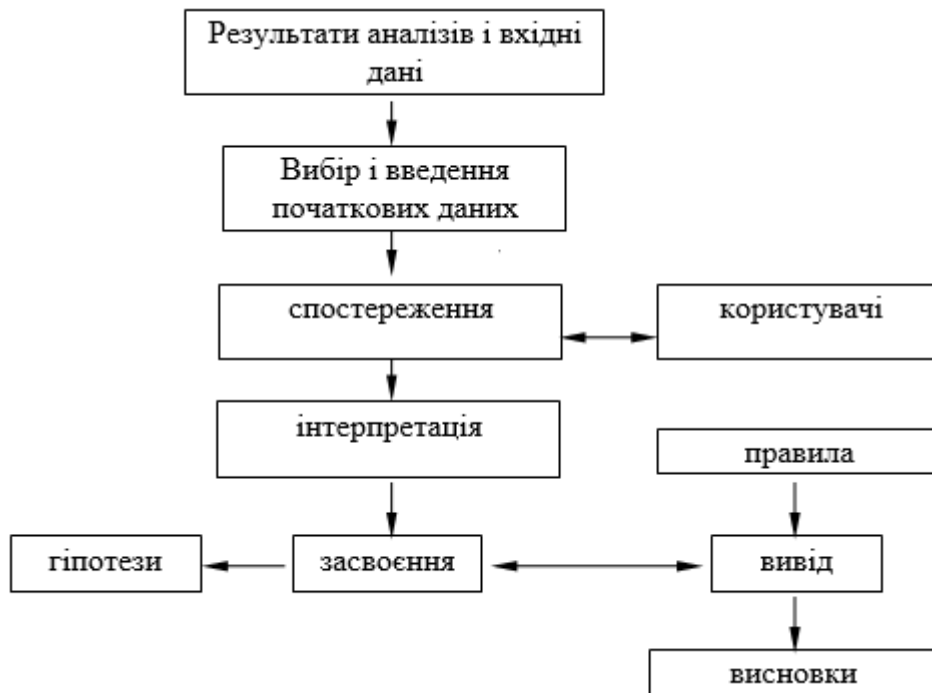 Результати аналізів і вхідні
дані
Вибір і введення
початкових даних
спостереження
користувачі
інтерпретація
правила
гіпотези
засвоєння
вивід
висновки